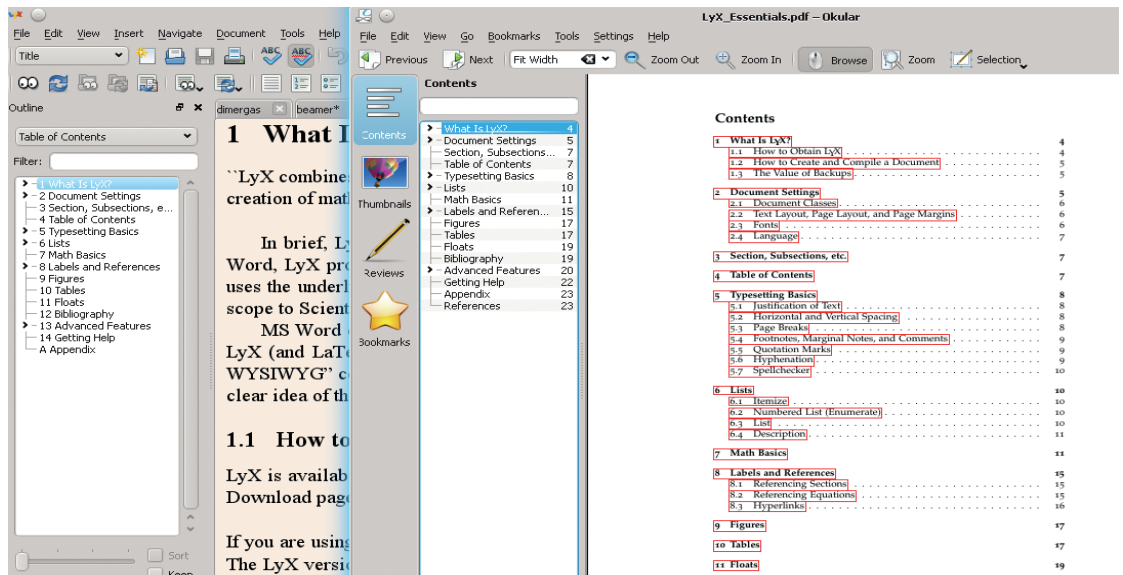 File Edit View Insert Navigate Document Tools Help
Title
ABC
ABC
Outline
Table of Contents
Filter:
1 What Is LyX?
2 Document Settings
3 Section, Subsections, e...
4 Table of Contents
5 Typesetting Basics
6 Lists
7 Math Basics
8 Labels and References
9 Figures
10 Tables
11 Floats
12 Bibliography
13 Advanced Features
14 Getting Help
A Appendix
Sort
Keep
dimergas
beamer*
1 What I
``LyX combine
creation of mat
In brief, Ly
Word, LyX pro
uses the underl
scope to Scient
MS Word
LyX (and LaTe
WYSIWYG” c
clear idea of th
1.1 How to
LyX is availab
Download page
If you are using
The LyX versi
LyX_Essentials.pdf – Okular
File Edit View Go Bookmarks Tools Settings Help
Previous Next Fit Width Zoom Out Zoom In Browse Zoom Selection
Contents
Thumbnails
Reviews
Bookmarks
Contents
What Is LyX? 4
Document Settings 5
Section, Subsections... 7
Table of Contents 7
Typesetting Basics 8
Lists 10
Math Basics 11
Labels and Referen... 15
Figures 17
Tables 17
Floats 19
Bibliography 19
Advanced Features 20
Getting Help 22
Appendix 23
References 23
Contents
1 What Is LyX? 4
1.1 How to Obtain LyX . . . 4
1.2 How to Create and Compile a Document . . . 5
1.3 The Value of Backups . . . 5
2 Document Settings 5
2.1 Document Classes . . . 6
2.2 Text Layout, Page Layout, and Page Margins . . . 6
2.3 Fonts . . . 6
2.4 Language . . . 7
3 Section, Subsections, etc. 7
4 Table of Contents 7
5 Typesetting Basics 8
5.1 Justification of Text . . . 8
5.2 Horizontal and Vertical Spacing . . . 8
5.3 Page Breaks . . . 8
5.4 Footnotes, Marginal Notes, and Comments . . . 9
5.5 Quotation Marks . . . 9
5.6 Hyphenation . . . 9
5.7 Spellchecker . . . 10
6 Lists 10
6.1 Itemize . . . 10
6.2 Numbered List (Enumerate) . . . 10
6.3 List . . . 10
6.4 Description . . . 11
7 Math Basics 11
8 Labels and References 15
8.1 Referencing Sections . . . 15
8.2 Referencing Equations . . . 15
8.3 Hyperlinks . . . 16
9 Figures 17
10 Tables 17
11 Floats 19